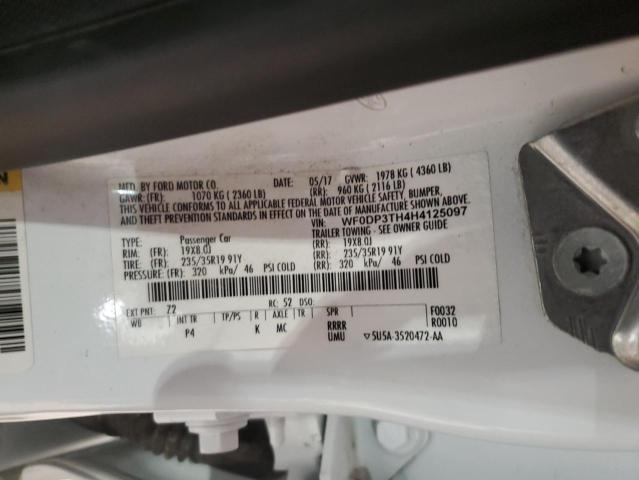 MFD. BY FORD MOTOR CO. DATE: 05/17 GVWR: 1978 KG ( 4360 LB)
GAWR: (FR): 1070 KG ( 2360 LB) (RR): 960 KG ( 2116 LB)
THIS VEHICLE CONFORMS TO ALL APPLICABLE FEDERAL MOTOR VEHICLE SAFETY, BUMPER,
AND THEFT PREVENTION STANDARDS IN EFFECT ON THE DATE OF MANUFACTURE SHOWN ABOVE.
VIN: WF0DP3TH4H4125097
TYPE: Passenger Car TRAILER TOWING - SEE OWNER GUIDE
RIM: (FR): 19X8.0J (RR): 19X8.0J
TIRE: (FR): 235/35R19 91Y (RR): 235/35R19 91Y
PRESSURE: (FR): 320 kPa/ 46 PSI COLD (RR): 320 kPa/ 46 PSI COLD
EXT PNT: Z2 RC: 52 DSO: F0032
WB INT TR TP/PS R AXLE TR SPR RRRR R0010
P4 K MC UMU 5U5A-3520472-AA